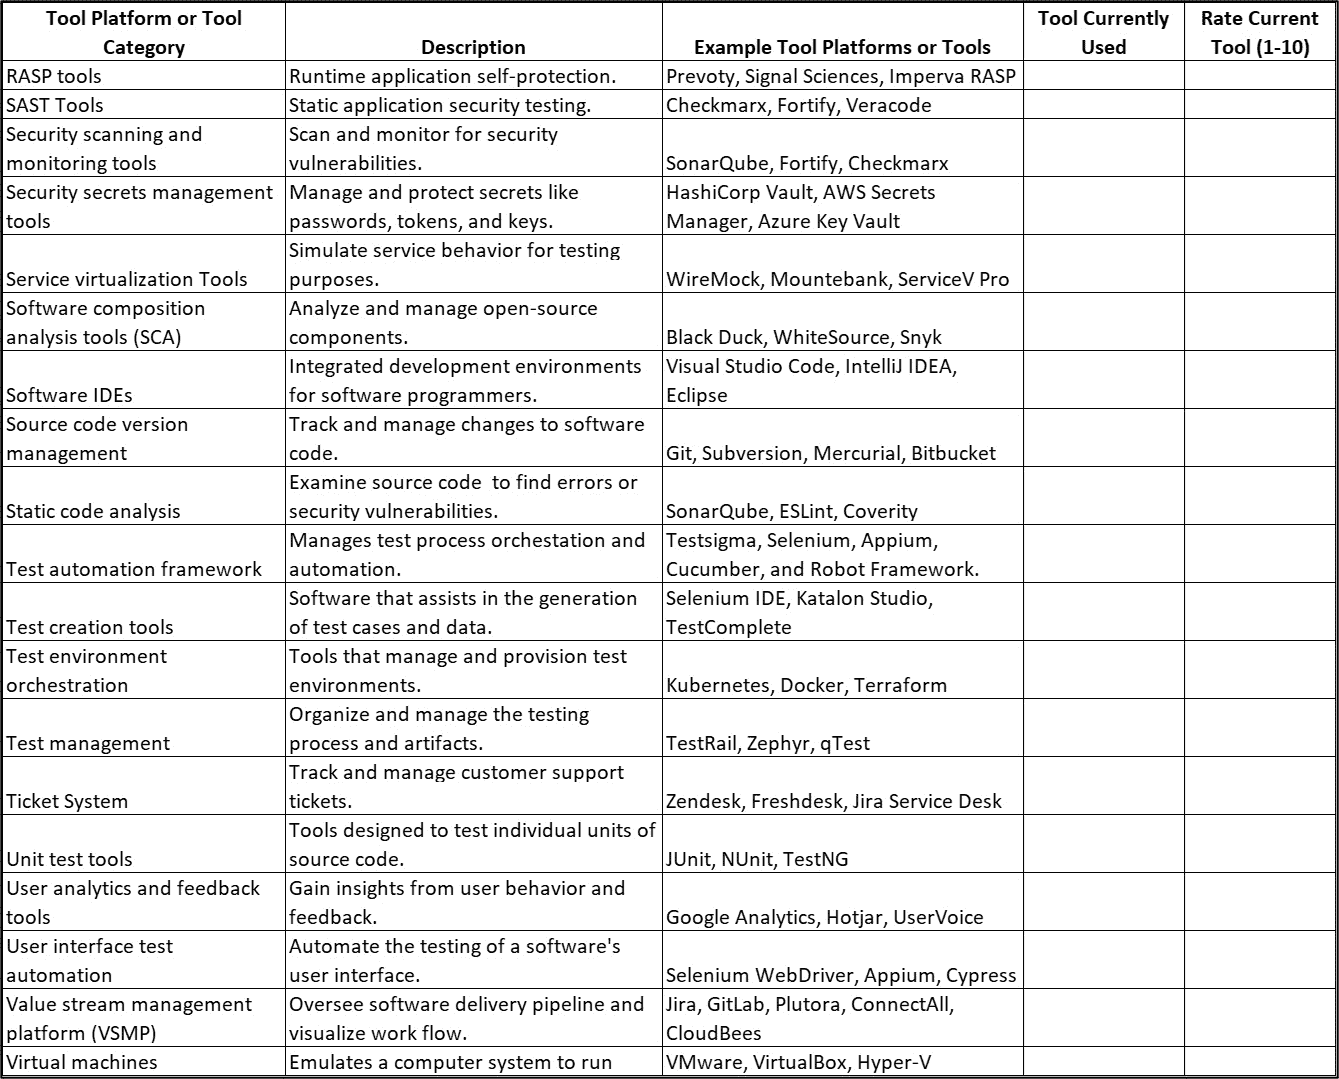 Tool Platform or Tool Category
Description
Example Tool Platforms or Tools
Tool Currently Used
Rate Current Tool (1-10)
RASP tools
Runtime application self-protection.
Prevoty, Signal Sciences, Imperva RASP
SAST Tools
Static application security testing.
Checkmarx, Fortify, Veracode
Security scanning and
monitoring tools
Scan and monitor for security
vulnerabilities.
SonarQube, Fortify, Checkmarx
Security secrets management
tools
Manage and protect secrets like
passwords, tokens, and keys.
HashiCorp Vault, AWS Secrets
Manager, Azure Key Vault
Service virtualization Tools
Simulate service behavior for testing
purposes.
WireMock, Mountebank, ServiceV Pro
Software composition
analysis tools (SCA)
Analyze and manage open-source
components.
Black Duck, WhiteSource, Snyk
Software IDEs
Integrated development environments
for software programmers.
Visual Studio Code, IntelliJ IDEA,
Eclipse
Source code version
management
Track and manage changes to software
code.
Git, Subversion, Mercurial, Bitbucket
Static code analysis
Examine source code  to find errors or
security vulnerabilities.
SonarQube, ESLint, Coverity
Test automation framework
Manages test process orchestation and
automation.
Testsigma, Selenium, Appium,
Cucumber, and Robot Framework.
Test creation tools
Software that assists in the generation
of test cases and data.
Selenium IDE, Katalon Studio,
TestComplete
Test environment
orchestration
Tools that manage and provision test
environments.
Kubernetes, Docker, Terraform
Test management
Organize and manage the testing
process and artifacts.
TestRail, Zephyr, qTest
Ticket System
Track and manage customer support
tickets.
Zendesk, Freshdesk, Jira Service Desk
Unit test tools
Tools designed to test individual units of
source code.
JUnit, NUnit, TestNG
User analytics and feedback
tools
Gain insights from user behavior and
feedback.
Google Analytics, Hotjar, UserVoice
User interface test
automation
Automate the testing of a software's
user interface.
Selenium WebDriver, Appium, Cypress
Value stream management
platform (VSMP)
Oversee software delivery pipeline and
visualize work flow.
Jira, GitLab, Plutora, ConnectAll,
CloudBees
Virtual machines
Emulates a computer system to run
VMware, VirtualBox, Hyper-V